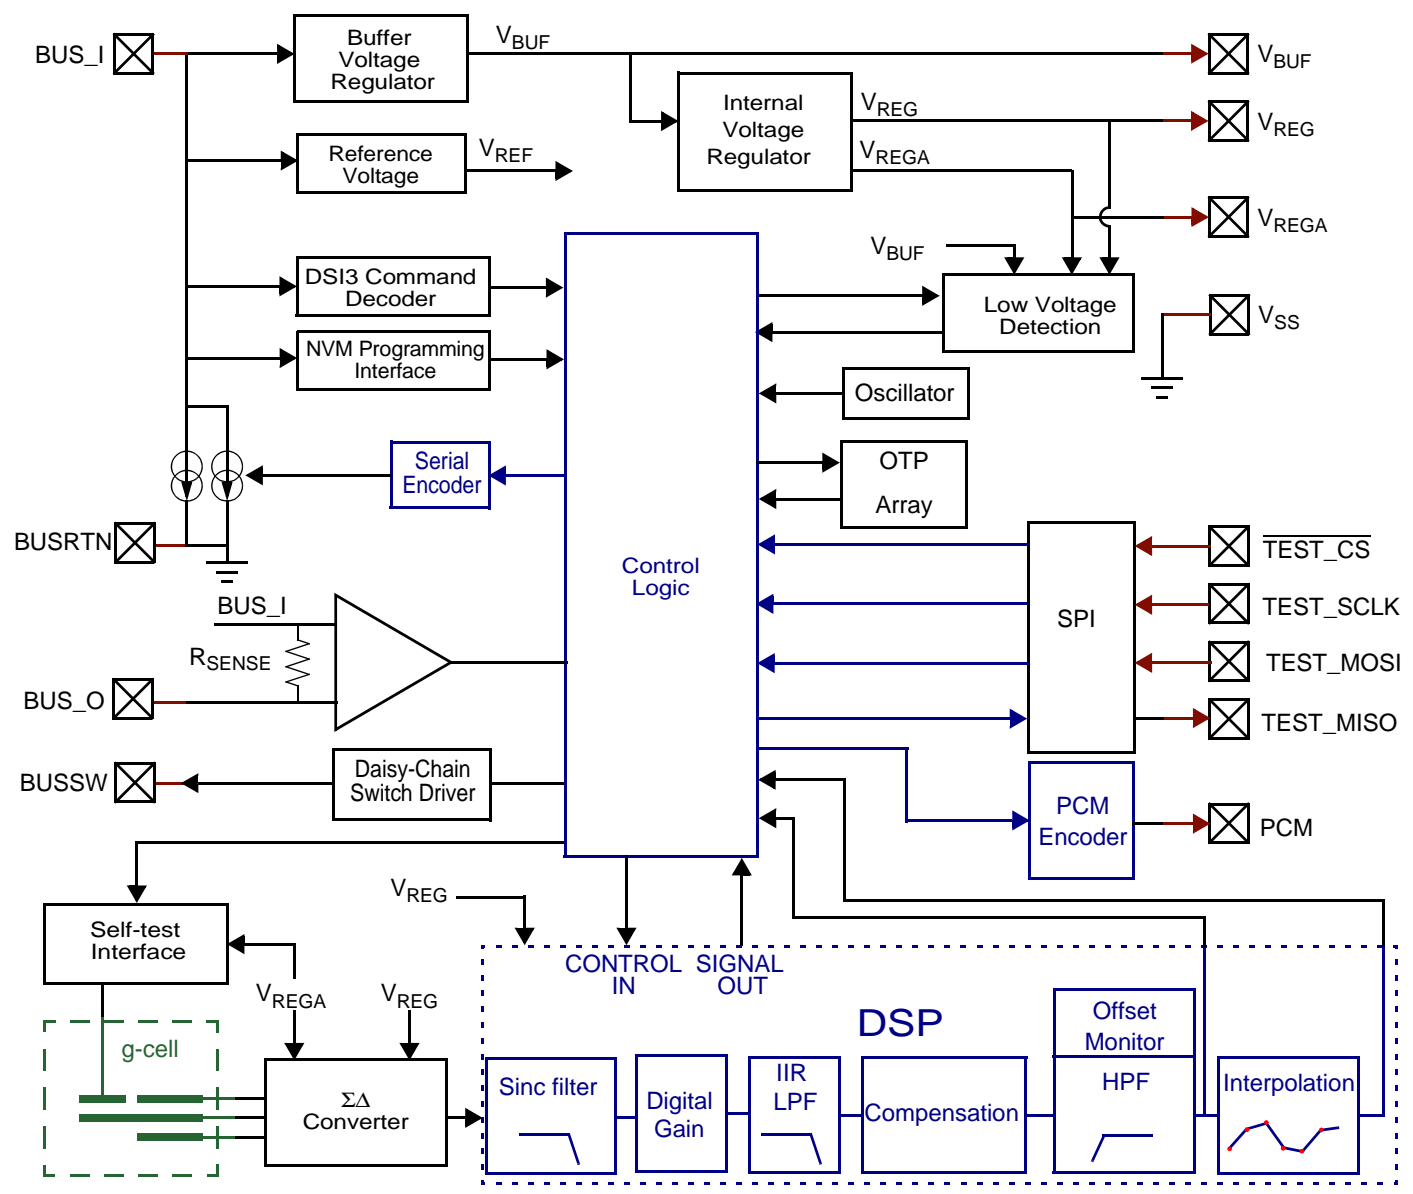 BUS_I
Buffer
Voltage
Regulator
VBUF
VBUF
Internal
Voltage
Regulator
VREG
VREG
VREGA
Reference
Voltage
VREF
VREGA
VBUF
DSI3 Command
Decoder
Low Voltage
Detection
VSS
NVM Programming
Interface
Oscillator
Serial
Encoder
OTP
Array
BUSRTN
Control
Logic
TEST_CS
TEST_SCLK
SPI
TEST_MOSI
TEST_MISO
BUS_I
RSENSE
BUS_O
BUSSW
Daisy-Chain
Switch Driver
PCM
Encoder
PCM
VREG
Self-test
Interface
CONTROL
IN
SIGNAL
OUT
VREGA
VREG
DSP
g-cell
ΣΔ
Converter
Sinc filter
Digital
Gain
IIR
LPF
Compensation
Offset
Monitor
HPF
Interpolation